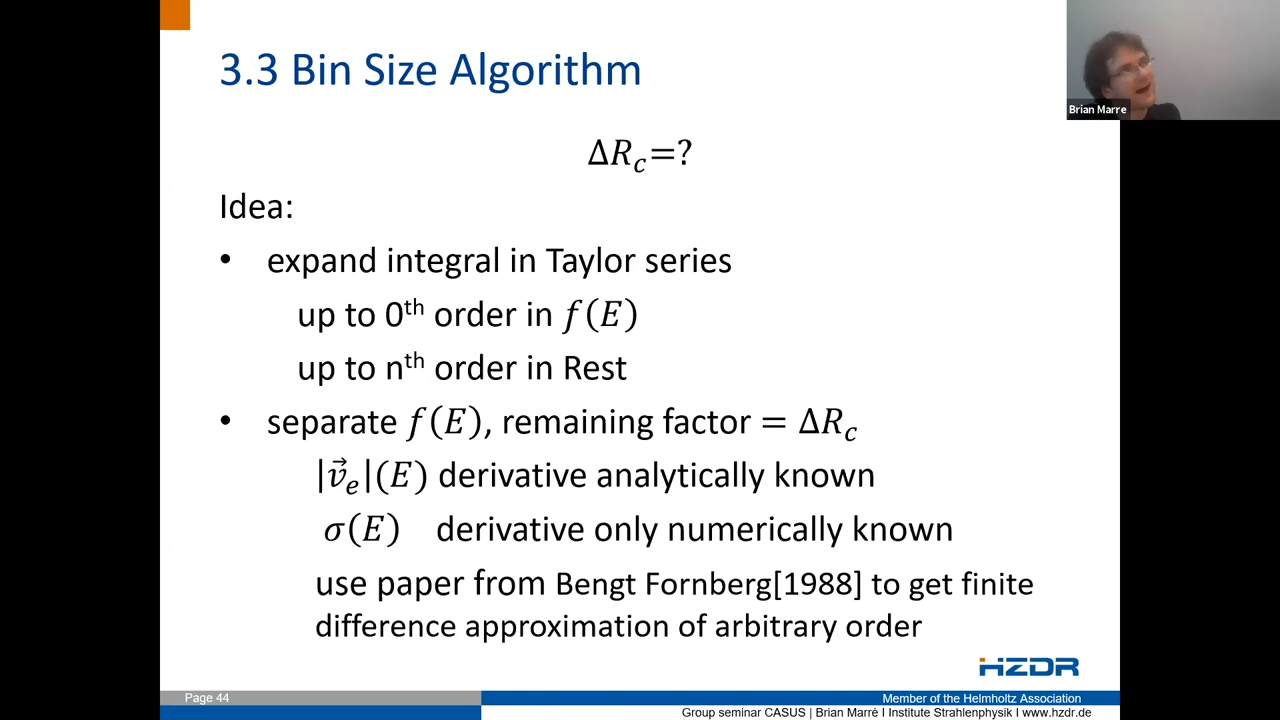 3.3 Bin Size Algorithm
Brian Marre
ΔR_c=?
Idea:
• expand integral in Taylor series
up to 0th order in f(E)
up to nth order in Rest
• separate f(E), remaining factor = ΔR_c
|v⃗_e|(E) derivative analytically known
σ(E) derivative only numerically known
use paper from Bengt Fornberg[1988] to get finite
difference approximation of arbitrary order
HZDR
Page 44
Member of the Helmholtz Association
Group seminar CASUS | Brian Marré I Institute Strahlenphysik I www.hzdr.de